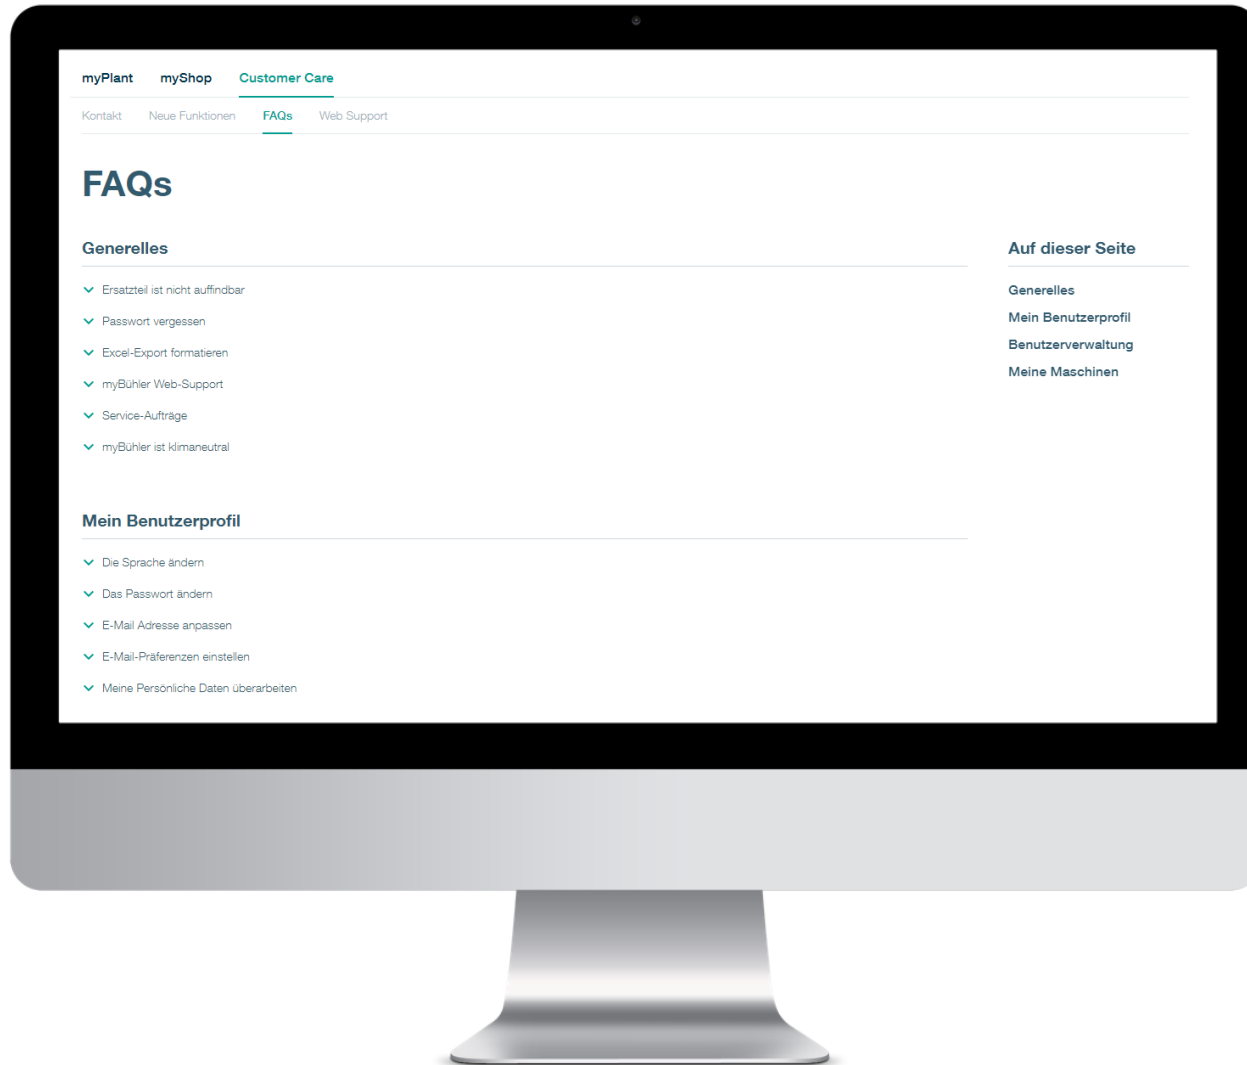 myPlant myShop Customer Care
Kontakt Neue Funktionen FAQs Web Support
FAQs
Generelles
Ersatzteil ist nicht auffindbar
Passwort vergessen
Excel-Export formatieren
myBühler Web-Support
Service-Aufträge
myBühler ist klimaneutral
Mein Benutzerprofil
Die Sprache ändern
Das Passwort ändern
E-Mail Adresse anpassen
E-Mail-Präferenzen einstellen
Meine Persönliche Daten überarbeiten
Auf dieser Seite
Generelles
Mein Benutzerprofil
Benutzerverwaltung
Meine Maschinen